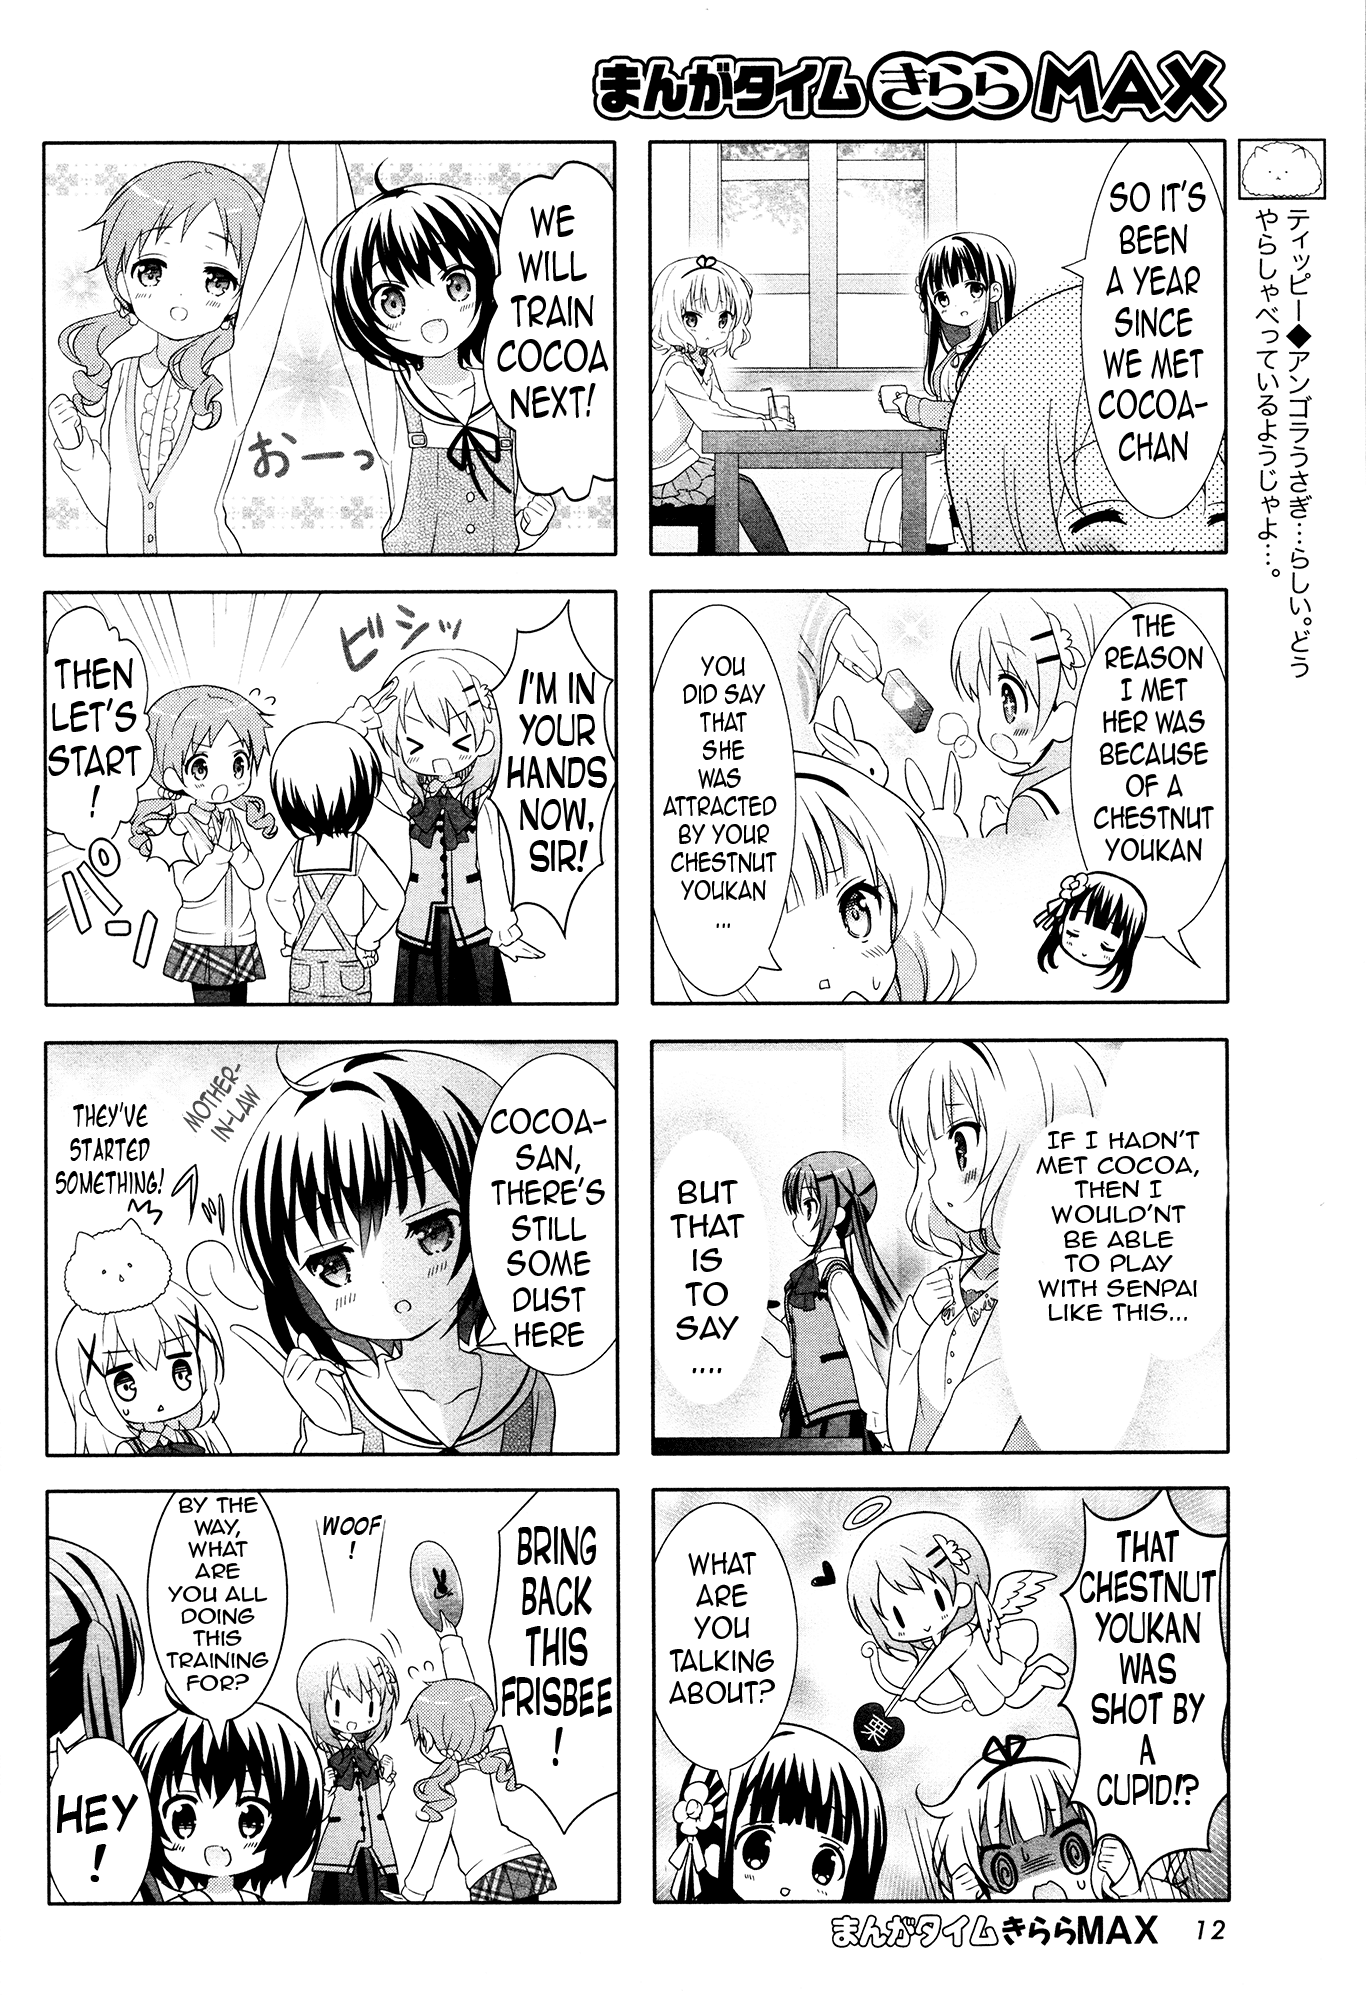 まんがタイムきららMAX
ティッピー◆アンゴラうさぎ…らしい。どう
やらしゃべっているようじゃよ…。
SO IT'S
BEEN
A YEAR
SINCE
WE MET
COCOA-
CHAN
THE
REASON
I MET
HER WAS
BECAUSE
OF A
CHESTNUT
YOUKAN
YOU
DID SAY
THAT
SHE
WAS
ATTRACTED
BY YOUR
CHESTNUT
YOUKAN
...
IF I HADN'T
MET COCOA,
THEN I
WOULD'NT
BE ABLE
TO PLAY
WITH SENPAI
LIKE THIS...
BUT
THAT
IS
TO
SAY
....
THAT
CHESTNUT
YOUKAN
WAS
SHOT BY
A
CUPID!?
栗
WHAT
ARE
YOU
TALKING
ABOUT?
WE
WILL
TRAIN
COCOA
NEXT!
おーっ
I'M IN
YOUR
HANDS
NOW,
SIR!
ビシッ
THEN
LET'S
START
!
パーン
COCOA-
SAN,
THERE'S
STILL
SOME
DUST
HERE
MOTHER-
IN-LAW
THEY'VE
STARTED
SOMETHING!
BRING
BACK
THIS
FRISBEE
!
WOOF
!
BY THE
WAY,
WHAT
ARE
YOU ALL
DOING
THIS
TRAINING
FOR?
HEY
!
まんがタイムきららMAX 12